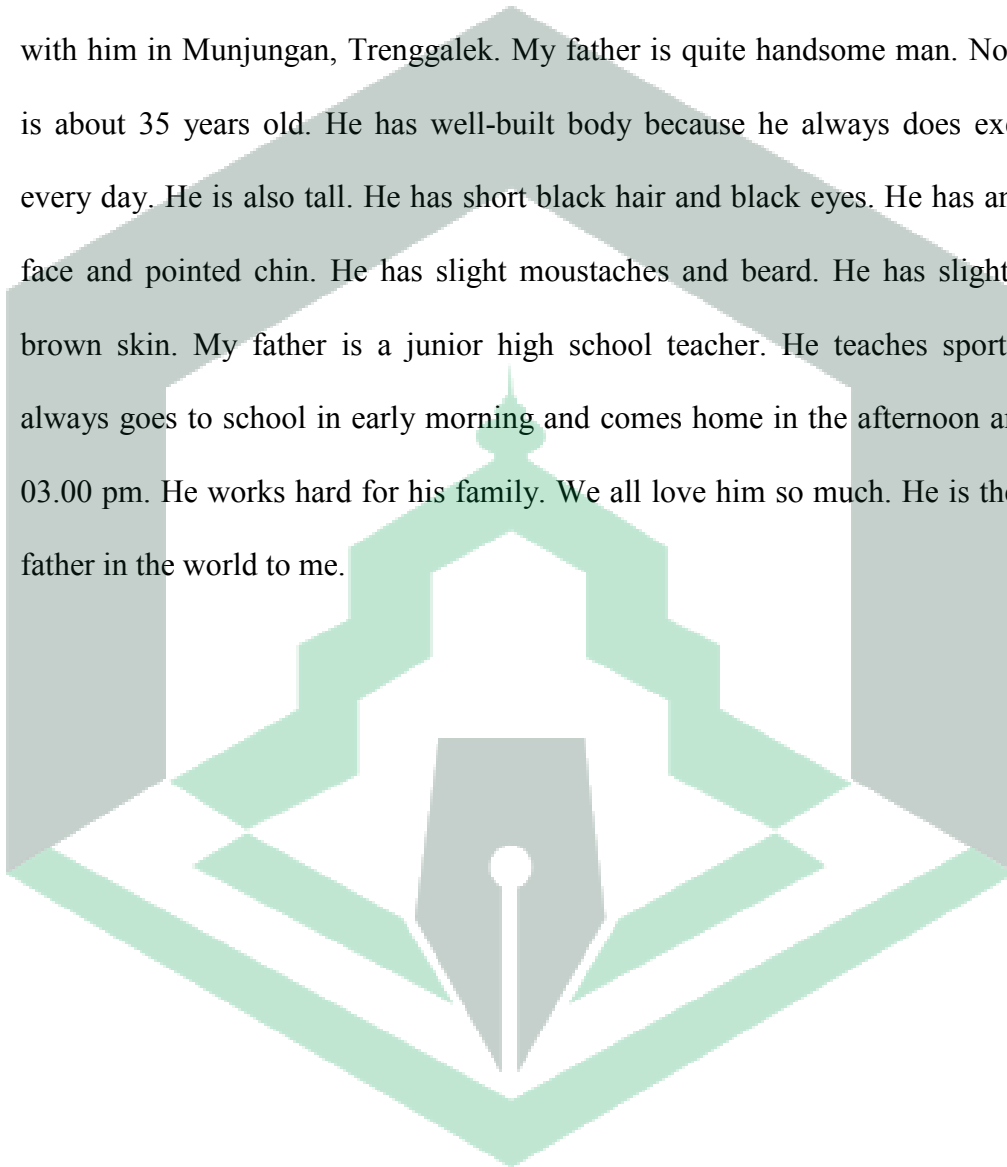 with him in Munjungan, Trenggalek. My father is quite handsome man. No
is about 35 years old. He has well-built body because he always does ex
every day. He is also tall. He has short black hair and black eyes. He has an
face and pointed chin. He has slight moustaches and beard. He has slight
brown skin. My father is a junior high school teacher. He teaches sport
always goes to school in early morning and comes home in the afternoon a
03.00 pm. He works hard for his family. We all love him so much. He is the
father in the world to me.